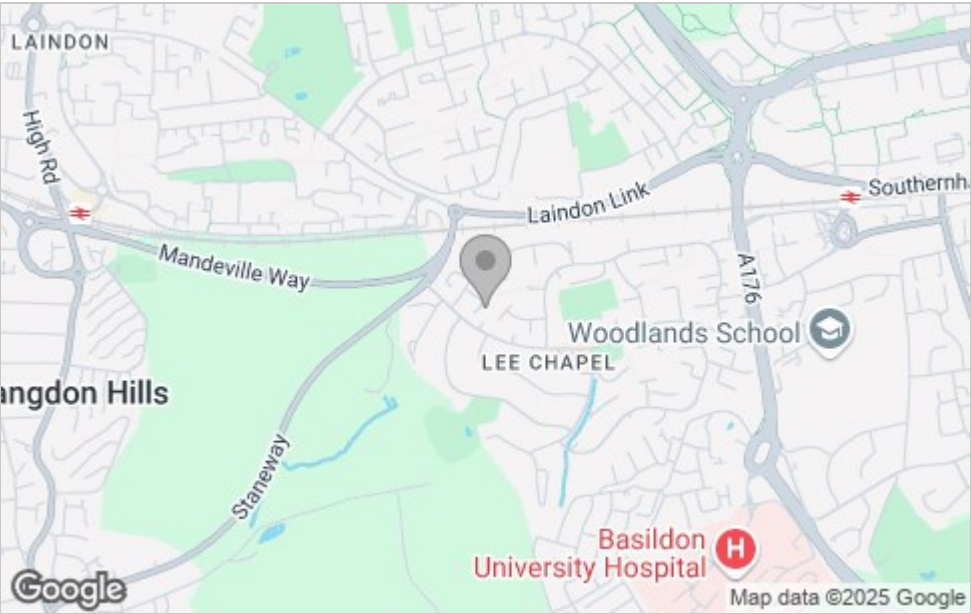 LAINDON
High Rd
Laindon Link
Southernh
Mandeville Way
A176
Woodlands School
LEE CHAPEL
angdon Hills
Staneway
Basildon
University Hospital
H
Google
Map data ©2025 Google